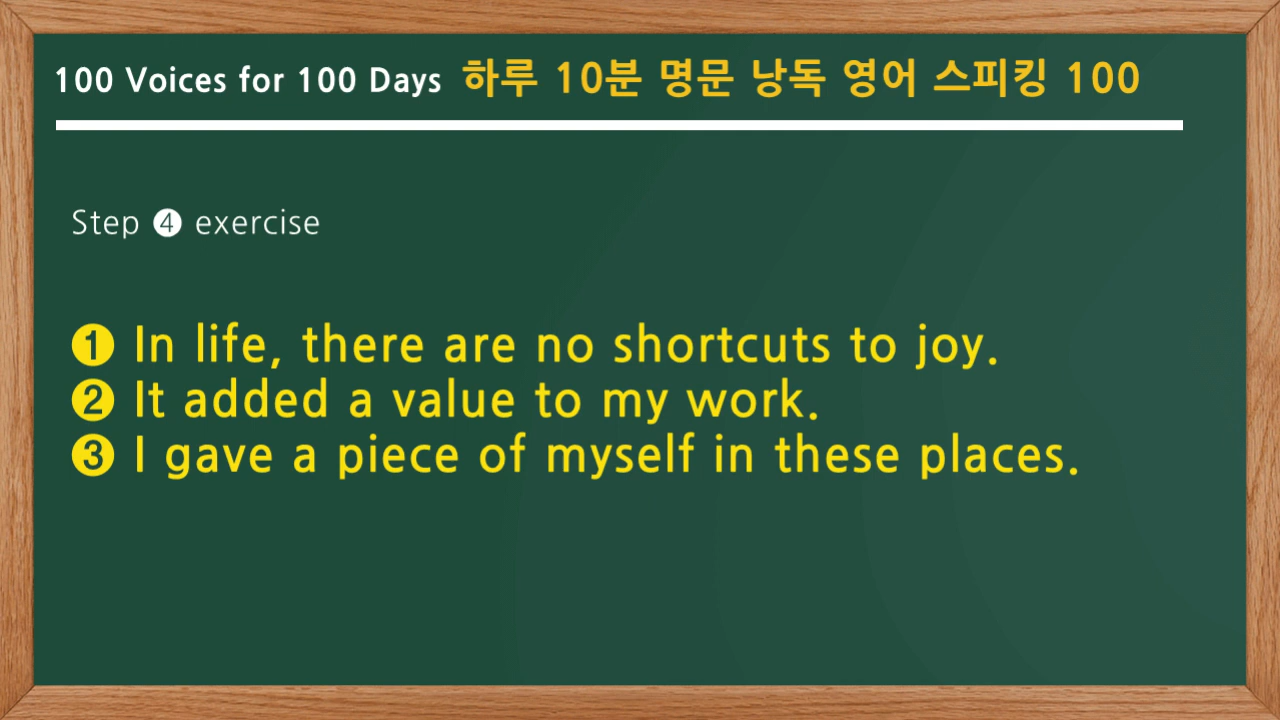 100 Voices for 100 Days 하루 10분 명문 낭독 영어 스피킹 100
Step ❹ exercise
❶ In life, there are no shortcuts to joy.
❷ It added a value to my work.
❸ I gave a piece of myself in these places.